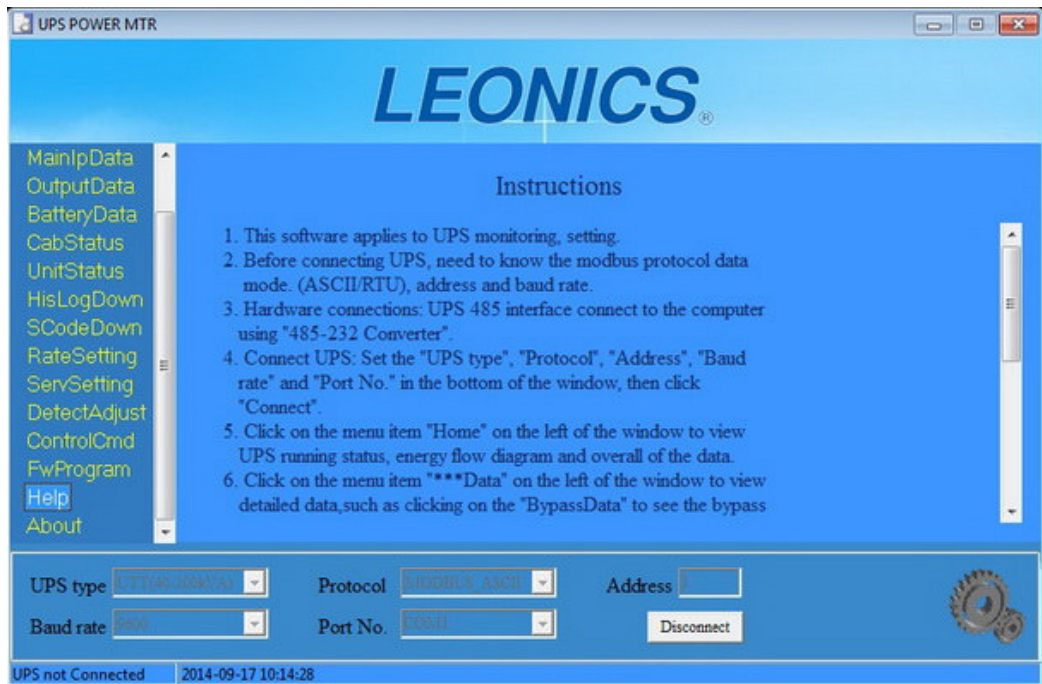 UPS POWER MTR
LEONICS®
MainIpData
OutputData
BatteryData
CabStatus
UnitStatus
HisLogDown
SCodeDown
RateSetting
ServSetting
DetectAdjust
ControlCmd
FwProgram
Help
About
Instructions
1. This software applies to UPS monitoring, setting.
2. Before connecting UPS, need to know the modbus protocol data
mode. (ASCII/RTU), address and baud rate.
3. Hardware connections: UPS 485 interface connect to the computer
using "485-232 Converter".
4. Connect UPS: Set the "UPS type", "Protocol", "Address", "Baud
rate" and "Port No." in the bottom of the window, then click
"Connect".
5. Click on the menu item "Home" on the left of the window to view
UPS running status, energy flow diagram and overall of the data.
6. Click on the menu item "***Data" on the left of the window to view
detailed data,such as clicking on the "BypassData" to see the bypass
UPS type Protocol MODBUS_ASCII Address
Baud rate 9600 Port No. Disconnect
UPS not Connected 2014-09-17 10:14:28